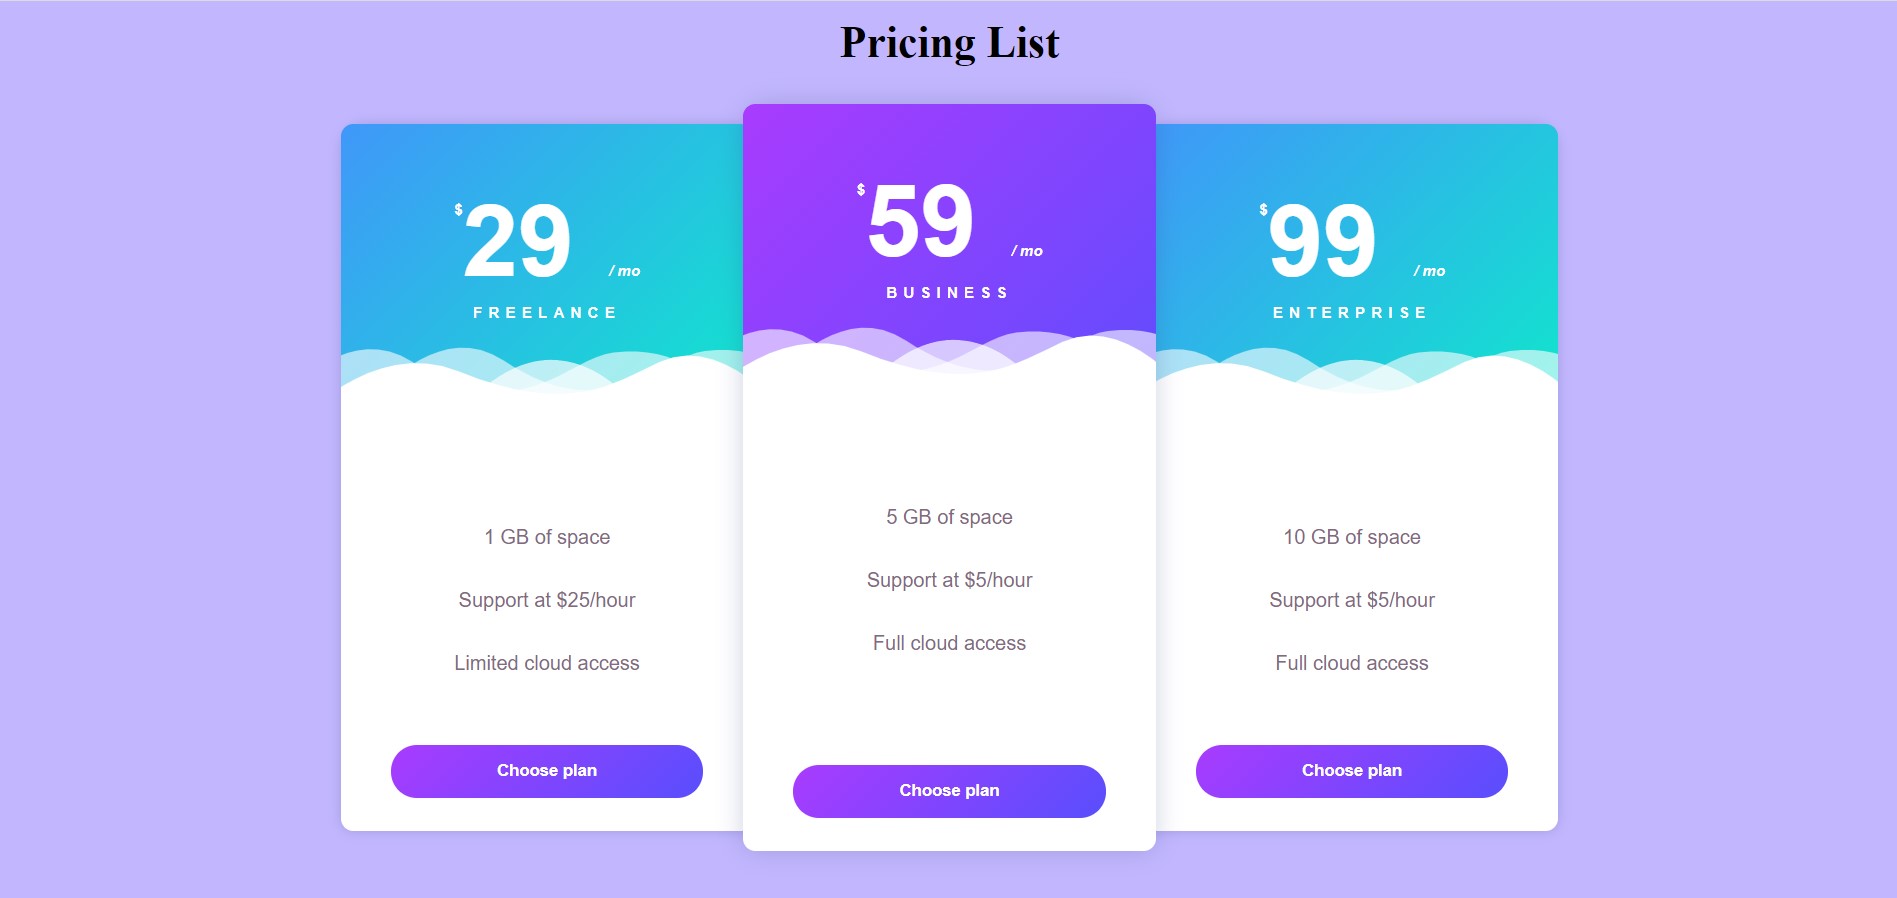 Pricing List
$29 / mo
FREELANCE
1 GB of space
Support at $25/hour
Limited cloud access
Choose plan
$59 / mo
BUSINESS
5 GB of space
Support at $5/hour
Full cloud access
Choose plan
$99 / mo
ENTERPRISE
10 GB of space
Support at $5/hour
Full cloud access
Choose plan